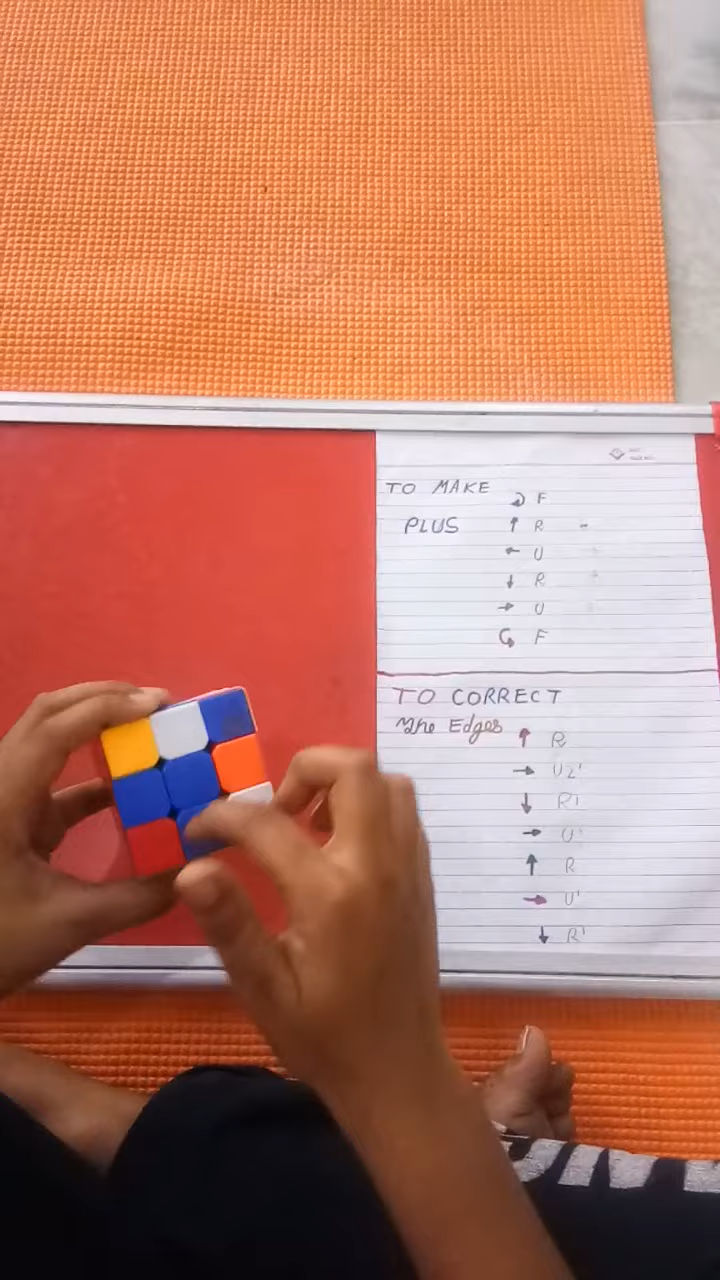 TO MAKE
F
PLUS ↑ R -
← U
↓ R
→ U
F
TO CORRECT
The Edges ↑ R
→ U2'
↓ R'
→ U'
↑ R
→ U'
↓ R'